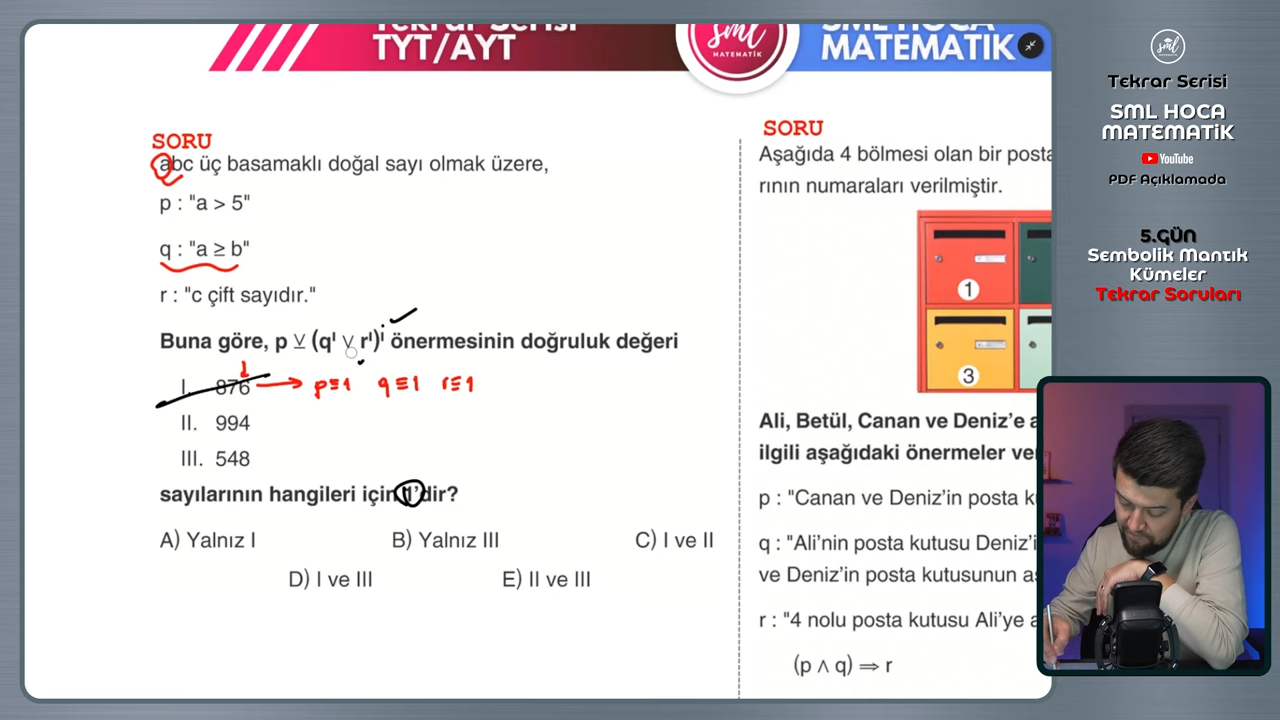 Tekrar Serisi
TYT/AYT
sml
MATEMATİK
SML HOCA
MATEMATİK
SORU
abc üç basamaklı doğal sayı olmak üzere,
p : "a > 5"
q : "a ≥ b"
r : "c çift sayıdır."
Buna göre, p ⊻ (q' ⊻ r')' önermesinin doğruluk değeri
I. 876 → p≡1 q≡1 r≡1
II. 994
III. 548
sayılarının hangileri için 1'dir?
A) Yalnız I
B) Yalnız III
C) I ve II
D) I ve III
E) II ve III
SORU
Aşağıda 4 bölmesi olan bir posta
rının numaraları verilmiştir.
1
3
Ali, Betül, Canan ve Deniz'e a
ilgili aşağıdaki önermeler ver
p : "Canan ve Deniz'in posta k
q : "Ali'nin posta kutusu Deniz'i
ve Deniz'in posta kutusunun a
r : "4 nolu posta kutusu Ali'ye a
(p ∧ q) ⇒ r
sml
MATEMATİK
Tekrar Serisi
SML HOCA
MATEMATİK
YouTube
PDF Açıklamada
5.GÜN
Sembolik Mantık
Kümeler
Tekrar Soruları